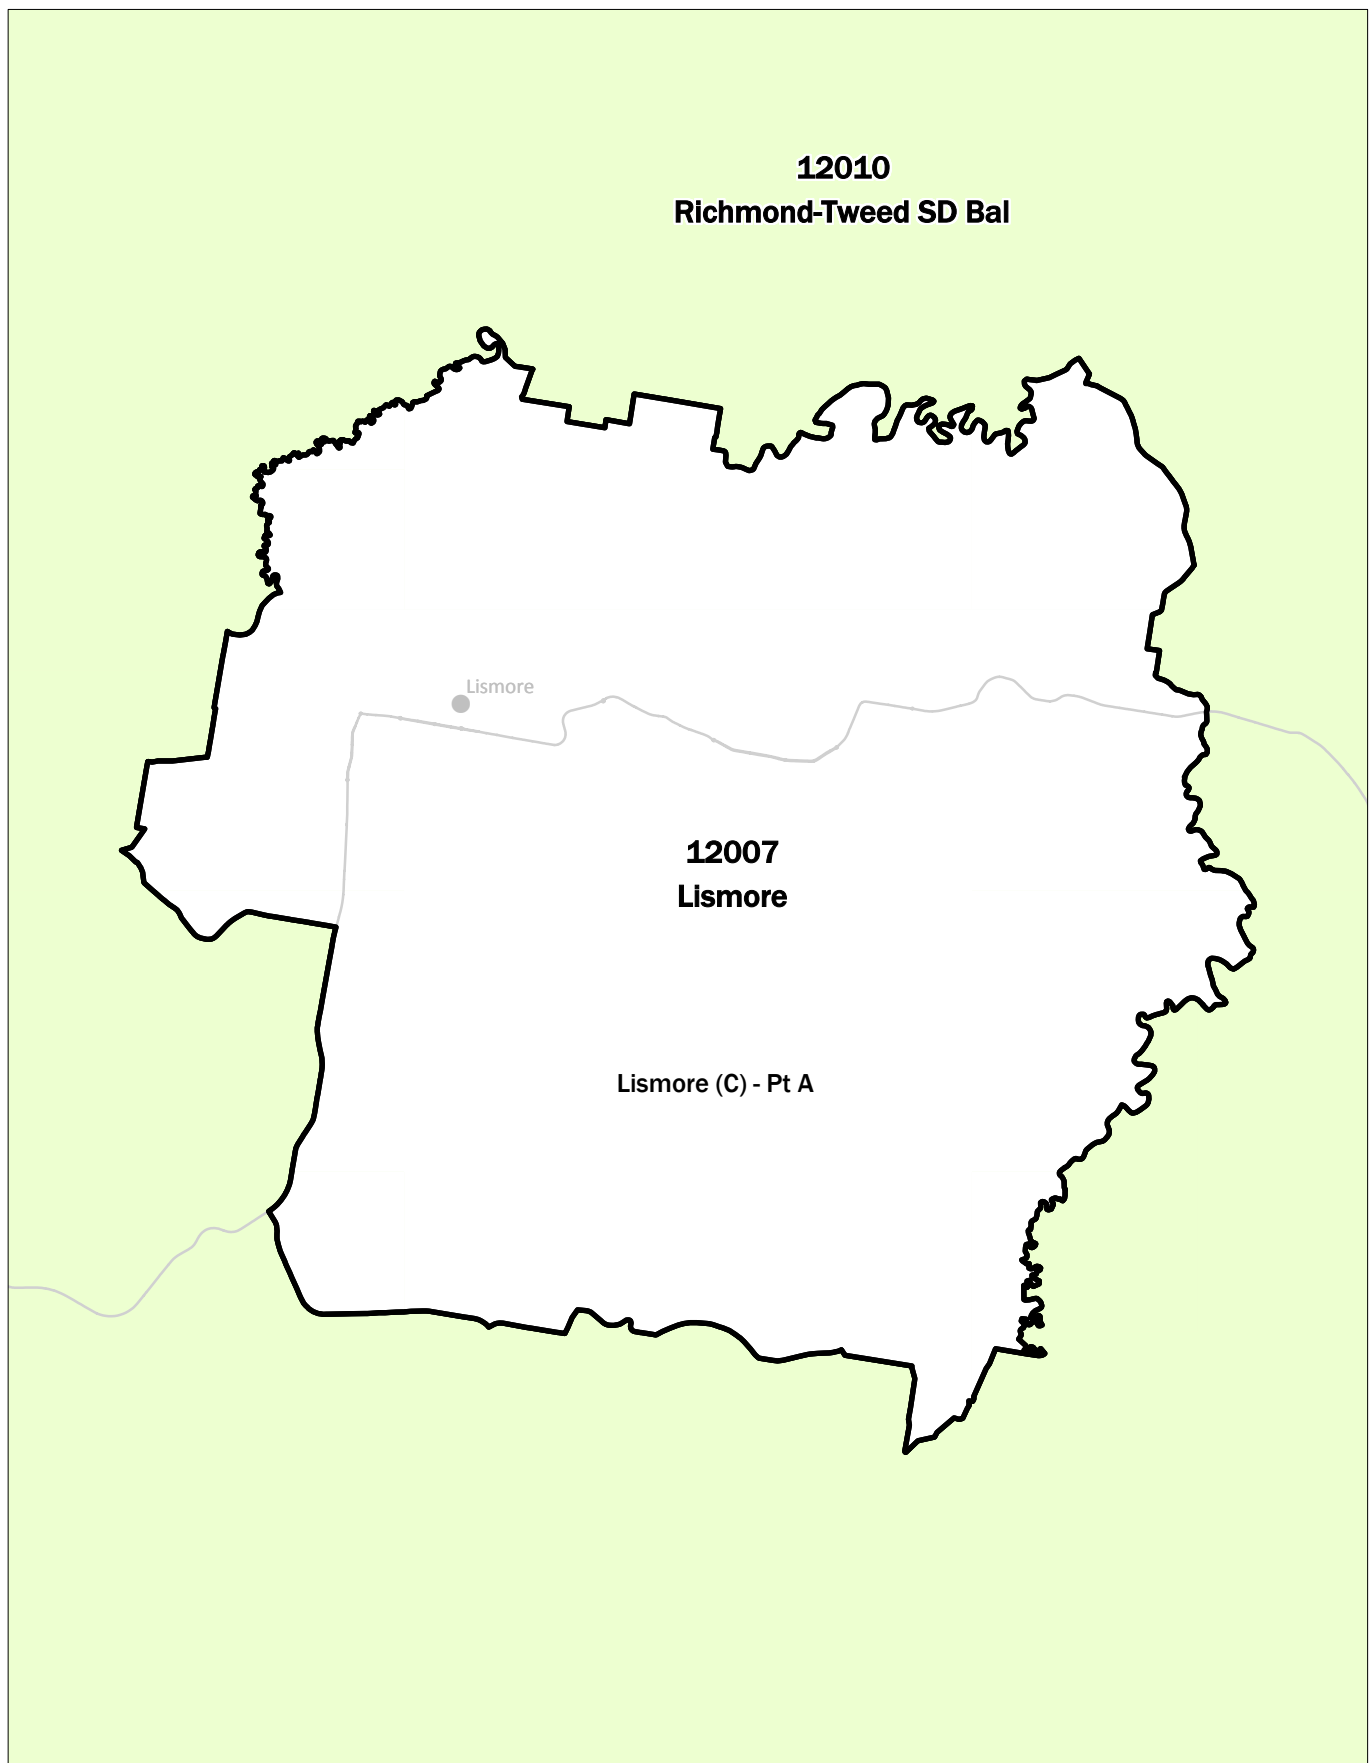 12010
Richmond-Tweed SD Bal
Lismore
12007
Lismore
Lismore (C) - Pt A